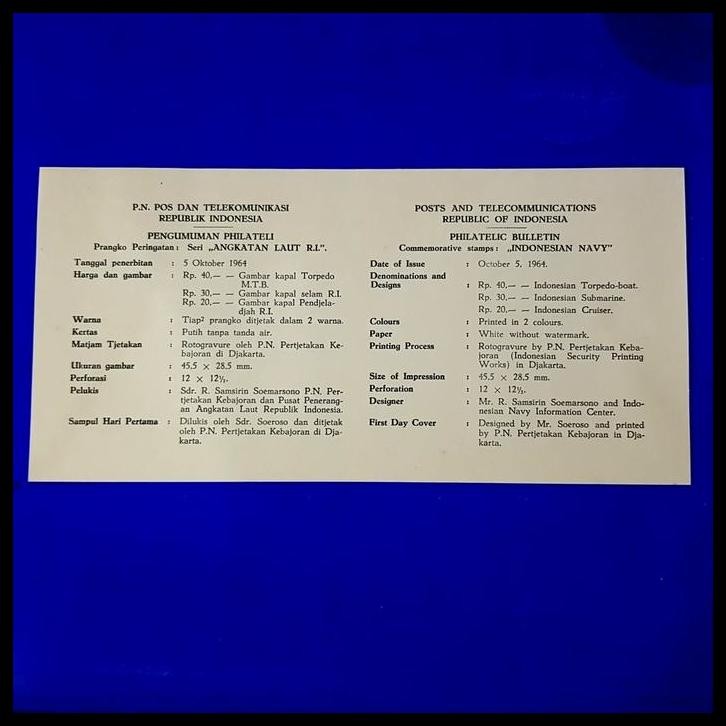 P.N. POS DAN TELEKOMUNIKASI
REPUBLIK INDONESIA
PENGUMUMAN PHILATELI
Prangko Peringatan : Seri „ANGKATAN LAUT R.I.”.
Tanggal penerbitan : 5 Oktober 1964
Harga dan gambar : Rp. 40,— — Gambar kapal Torpedo
M.T.B.
Rp. 30,— — Gambar kapal selam R.I.
Rp. 20,— — Gambar kapal Pendjela-
djah R.I.
Warna : Tiap² prangko ditjetak dalam 2 warna.
Kertas : Putih tanpa tanda air.
Matjam Tjetakan : Rotogravure oleh P.N. Pertjetakan Ke-
bajoran di Djakarta.
Ukuran gambar : 45,5 × 28,5 mm.
Perforasi : 12 × 12½.
Pelukis : Sdr. R. Samsirin Soemarsono P.N. Per-
tjetakan Kebajoran dan Pusat Penerang-
an Angkatan Laut Republik Indonesia.
Sampul Hari Pertama : Dilukis oleh Sdr. Soeroso dan ditjetak
oleh P.N. Pertjetakan Kebajoran di Dja-
karta.
POSTS AND TELECOMMUNICATIONS
REPUBLIC OF INDONESIA
PHILATELIC BULLETIN
Commemorative stamps : „INDONESIAN NAVY”
Date of Issue : October 5, 1964.
Denominations and
Designs : Rp. 40,— — Indonesian Torpedo-boat.
Rp. 30,— — Indonesian Submarine.
Rp. 20,— — Indonesian Cruiser.
Colours : Printed in 2 colours.
Paper : White without watermark.
Printing Process : Rotogravure by P.N. Pertjetakan Keba-
joran (Indonesian Security Printing
Works) in Djakarta.
Size of Impression : 45,5 × 28,5 mm.
Perforation : 12 × 12½.
Designer : Mr. R. Samsirin Soemarsono and Indo-
nesian Navy Information Center.
First Day Cover : Designed by Mr. Soeroso and printed
by P.N. Pertjetakan Kebajoran in Dja-
karta.